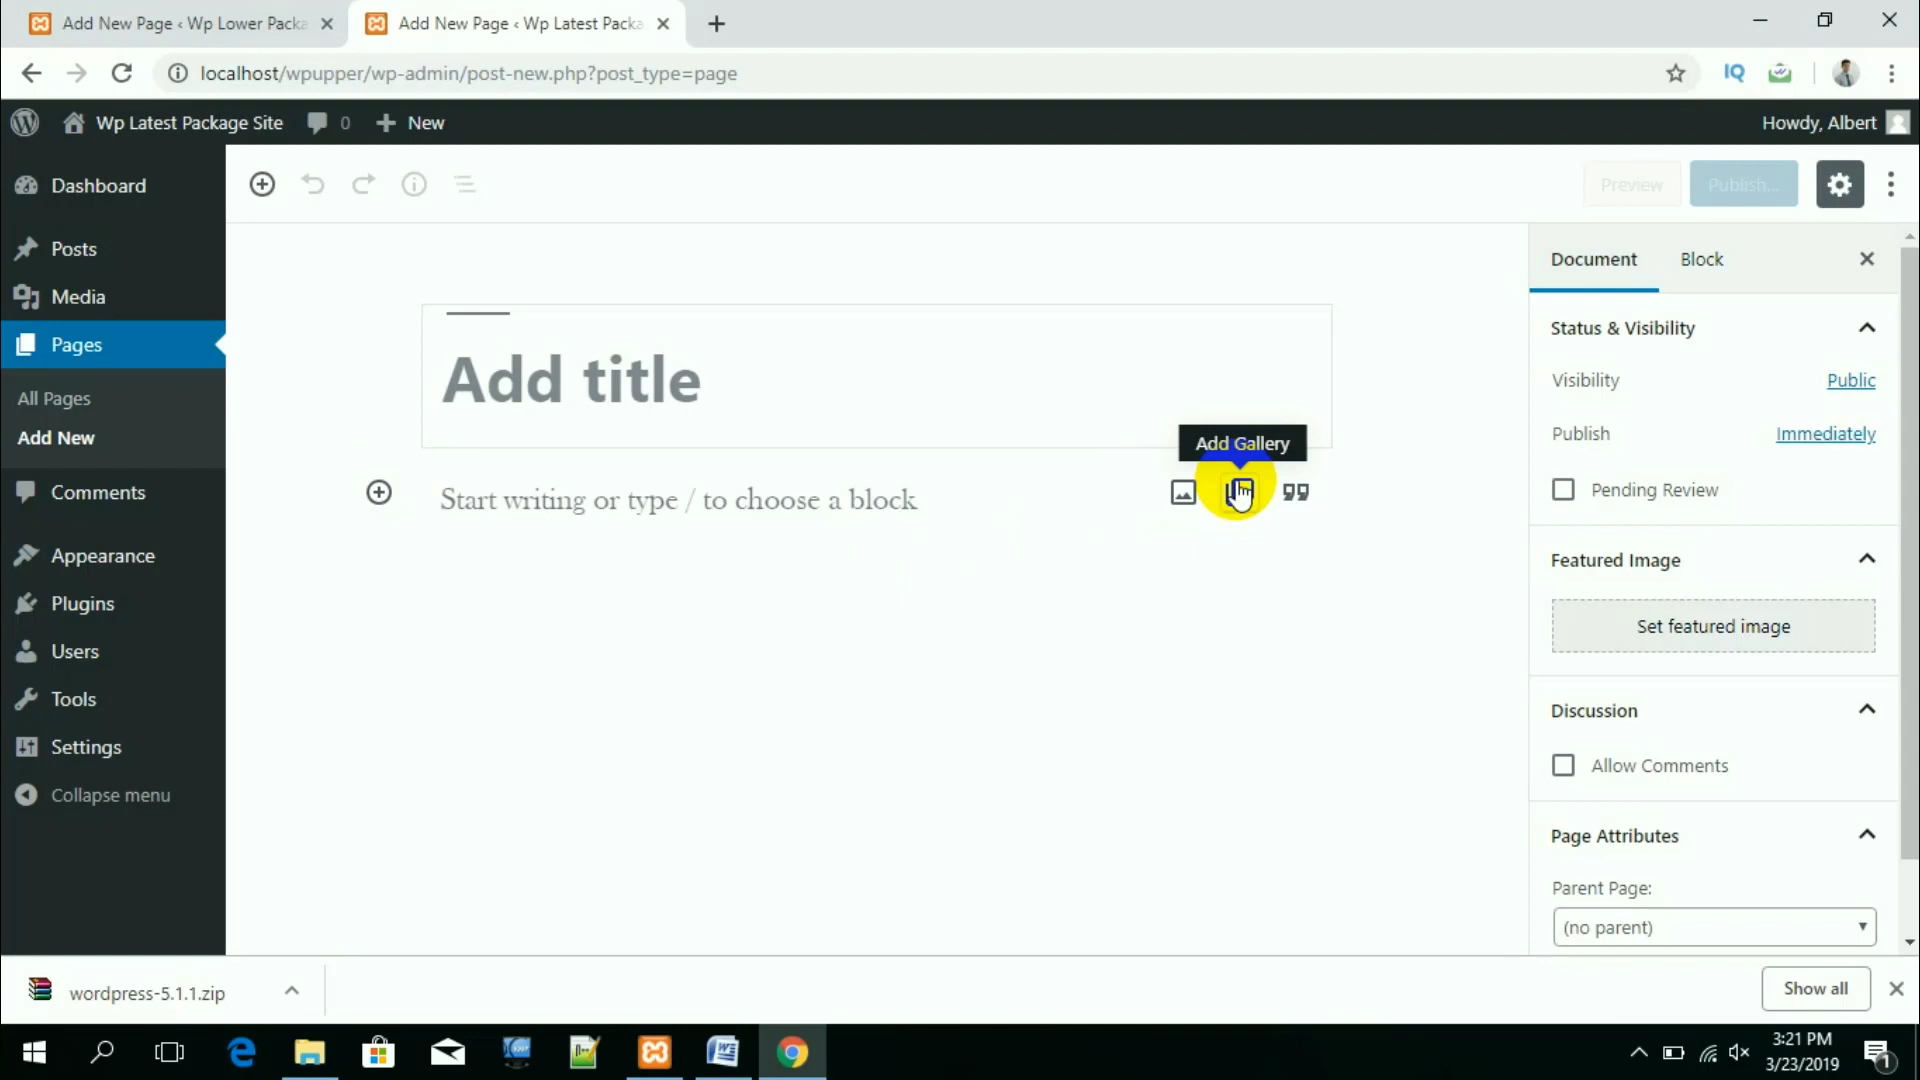 Add New Page ‹ Wp Lower Packa
Add New Page ‹ Wp Latest Packa
localhost/wpupper/wp-admin/post-new.php?post_type=page
IQ
Wp Latest Package Site
0
New
Howdy, Albert
Dashboard
Posts
Media
Pages
All Pages
Add New
Comments
Appearance
Plugins
Users
Tools
Settings
Collapse menu
Preview
Publish...
Add title
Add Gallery
Start writing or type / to choose a block
Document
Block
Status & Visibility
Visibility
Public
Publish
Immediately
Pending Review
Featured Image
Set featured image
Discussion
Allow Comments
Page Attributes
Parent Page:
(no parent)
wordpress-5.1.1.zip
Show all
3:21 PM
3/23/2019
1